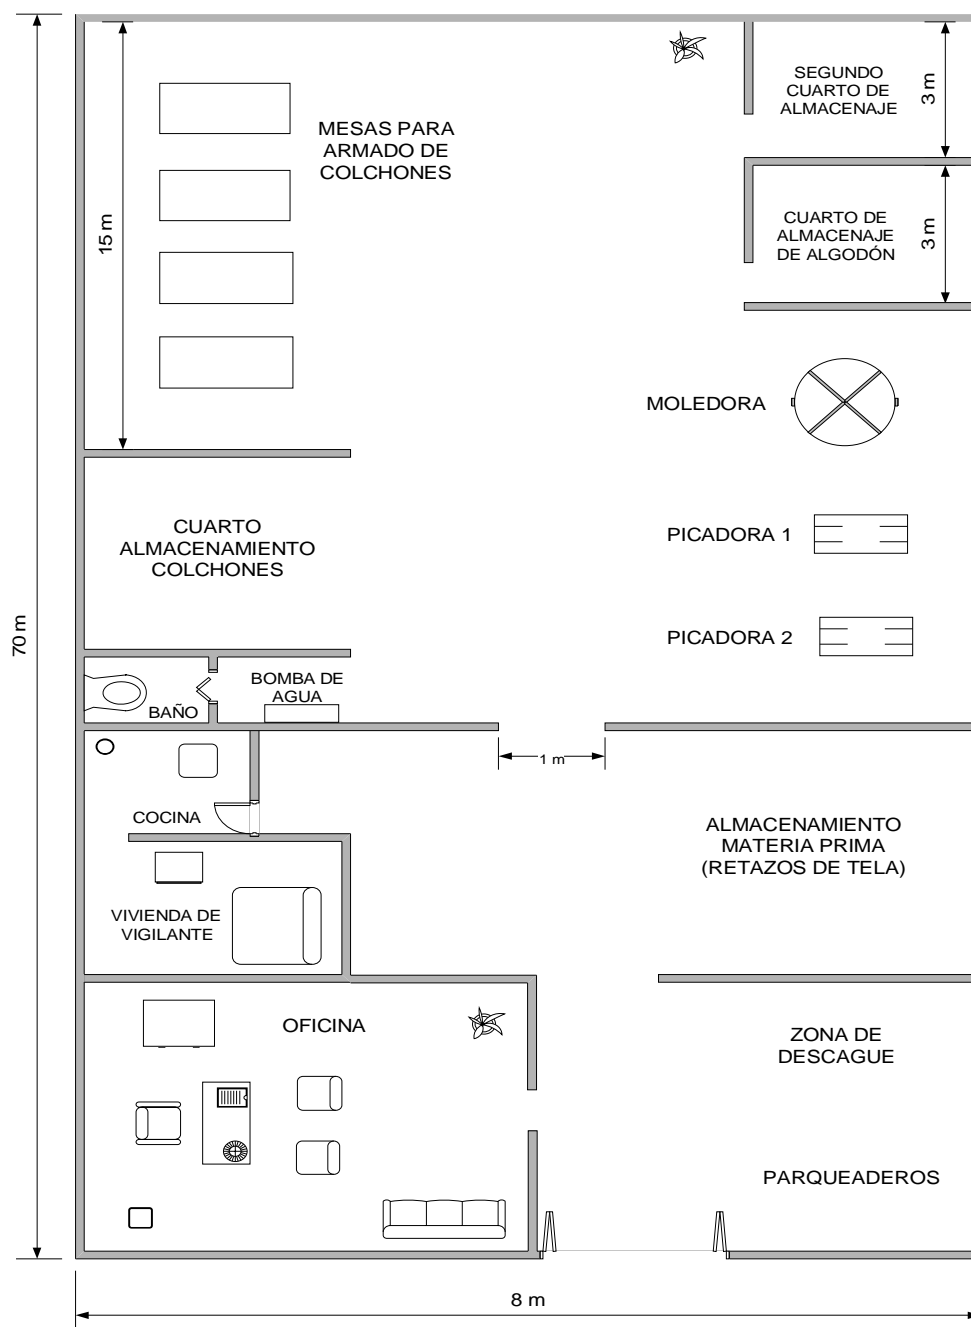 SEGUNDO
CUARTO DE
ALMACENAJE
3 m
MESAS PARA
ARMADO DE
COLCHONES
15 m
CUARTO DE
ALMACENAJE
DE ALGODÓN
3 m
MOLEDORA
CUARTO
ALMACENAMIENTO
COLCHONES
PICADORA 1
PICADORA 2
70 m
BOMBA DE
AGUA
BAÑO
1 m
COCINA
ALMACENAMIENTO
MATERIA PRIMA
(RETAZOS DE TELA)
VIVIENDA DE
VIGILANTE
OFICINA
ZONA DE
DESCAGUE
PARQUEADEROS
8 m